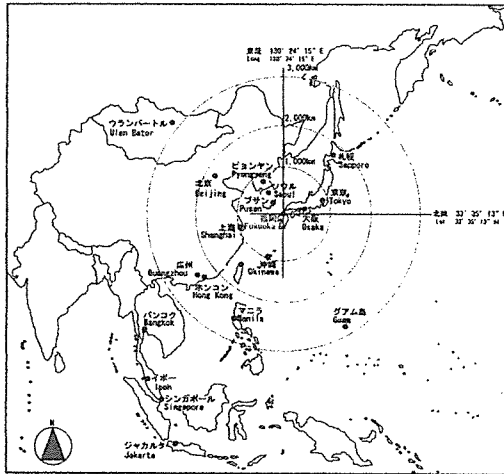 東経 130° 24′ 15″ E
Long 130° 24′ 15″ E
3,000km
2,000km
1,000km
ウランバートル
Ulan Bator
ピョンヤン
Pyongyang
北京
Beijing
ソウル
Seoul
プサン
Pusan
札幌
Sapporo
東京
Tokyo
福岡
Fukuoka
大阪
Osaka
北緯 33° 35′ 13″ N
Lat 33° 35′ 13″ N
上海
Shanghai
沖縄
Okinawa
広州
Guangzhou
ホンコン
Hong Kong
バンコク
Bangkok
マニラ
Manila
グアム島
Guam
イポー
Ipoh
シンガポール
Singapore
ジャカルタ
Jakarta
N